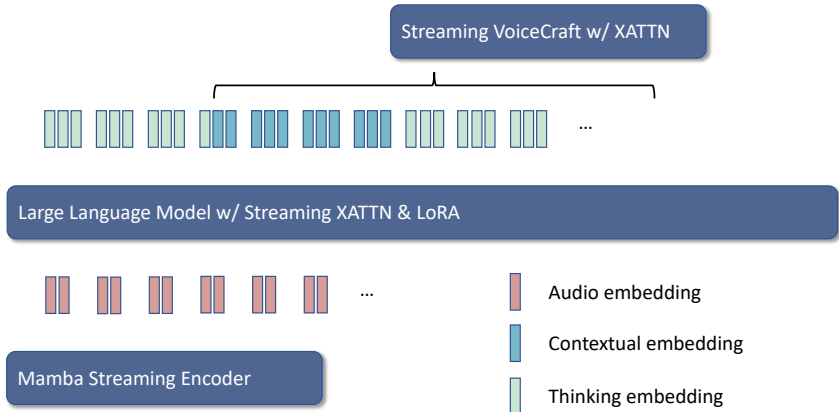 Streaming VoiceCraft w/ XATTN
...
Large Language Model w/ Streaming XATTN & LoRA
...
Audio embedding
Contextual embedding
Mamba Streaming Encoder
Thinking embedding